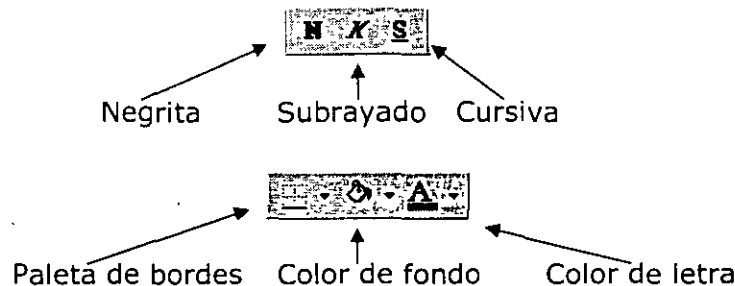 N K S
Negrita Subrayado Cursiva
A
Paleta de bordes Color de fondo Color de letra